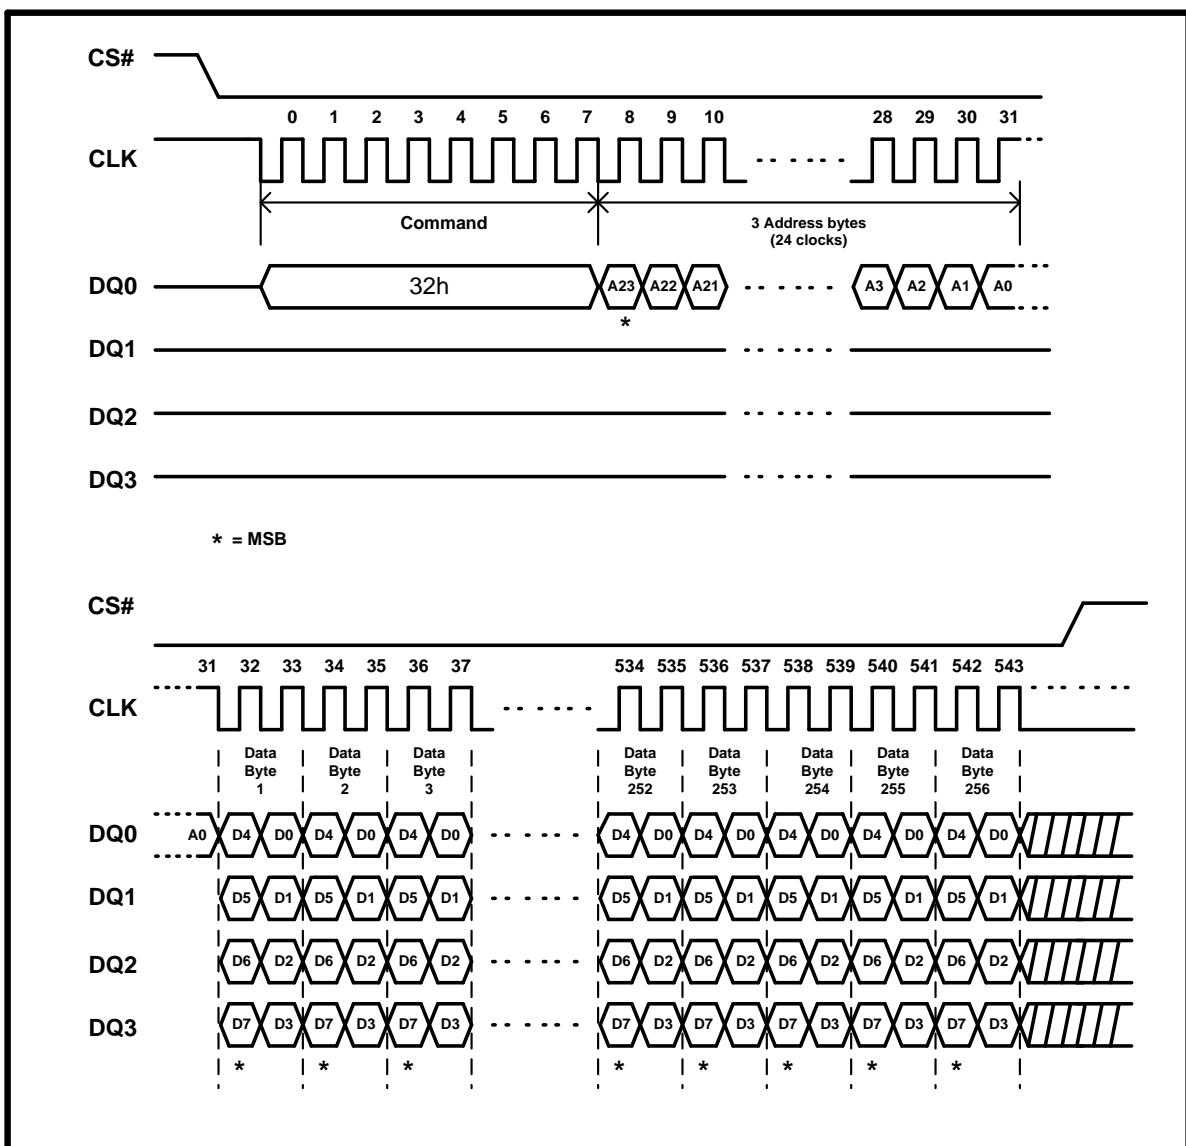 CS#
0 1 2 3 4 5 6 7 8 9 10 28 29 30 31
CLK
Command
3 Address bytes
(24 clocks)
DQ0 32h A23 A22 A21 A3 A2 A1 A0
*
DQ1
DQ2
DQ3
* = MSB
CS#
31 32 33 34 35 36 37 534 535 536 537 538 539 540 541 542 543
CLK
Data Data Data Data Data Data Data Data
Byte Byte Byte Byte Byte Byte Byte Byte
1 2 3 252 253 254 255 256
DQ0 A0 D4 D0 D4 D0 D4 D0 D4 D0 D4 D0 D4 D0 D4 D0 D4 D0
DQ1 D5 D1 D5 D1 D5 D1 D5 D1 D5 D1 D5 D1 D5 D1 D5 D1
DQ2 D6 D2 D6 D2 D6 D2 D6 D2 D6 D2 D6 D2 D6 D2 D6 D2
DQ3 D7 D3 D7 D3 D7 D3 D7 D3 D7 D3 D7 D3 D7 D3 D7 D3
* * * * * * * *